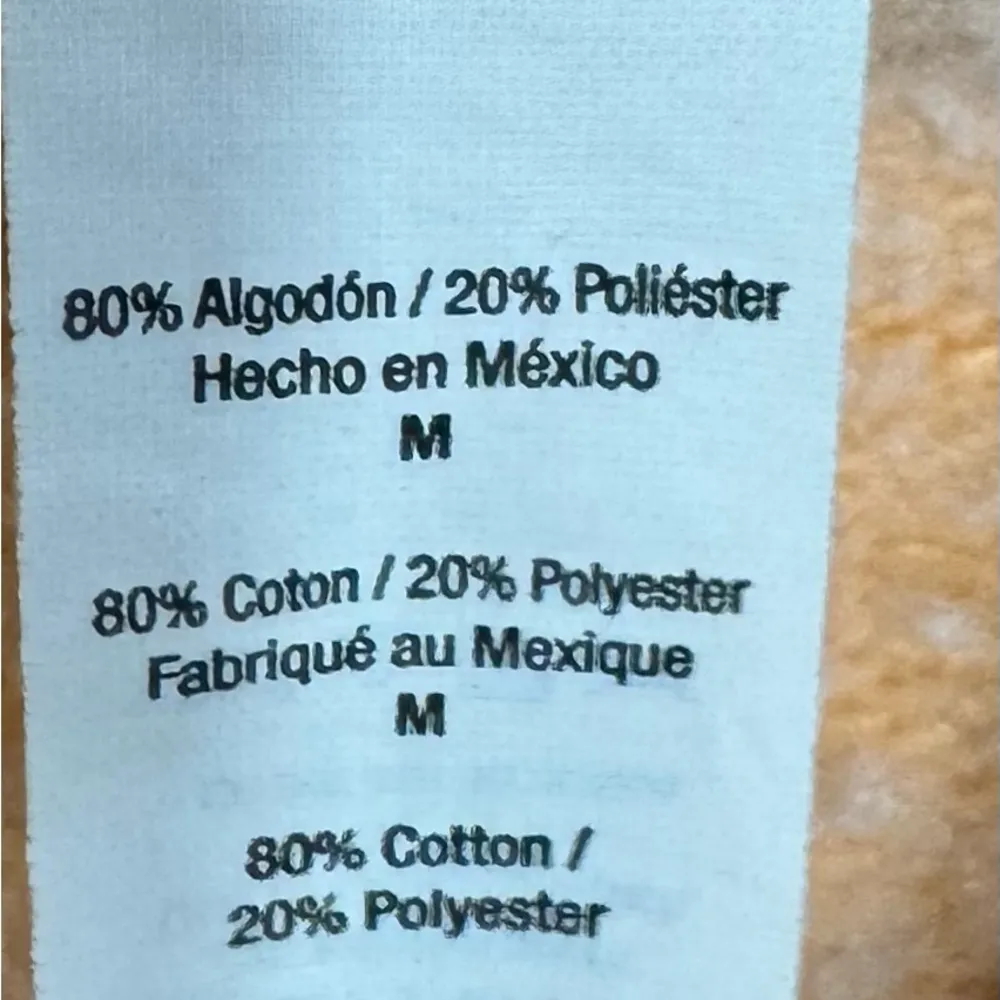 80% Algodón / 20% Poliéster
Hecho en México
M
80% Coton / 20% Polyester
Fabriqué au Mexique
M
80% Cotton /
20% Polyester